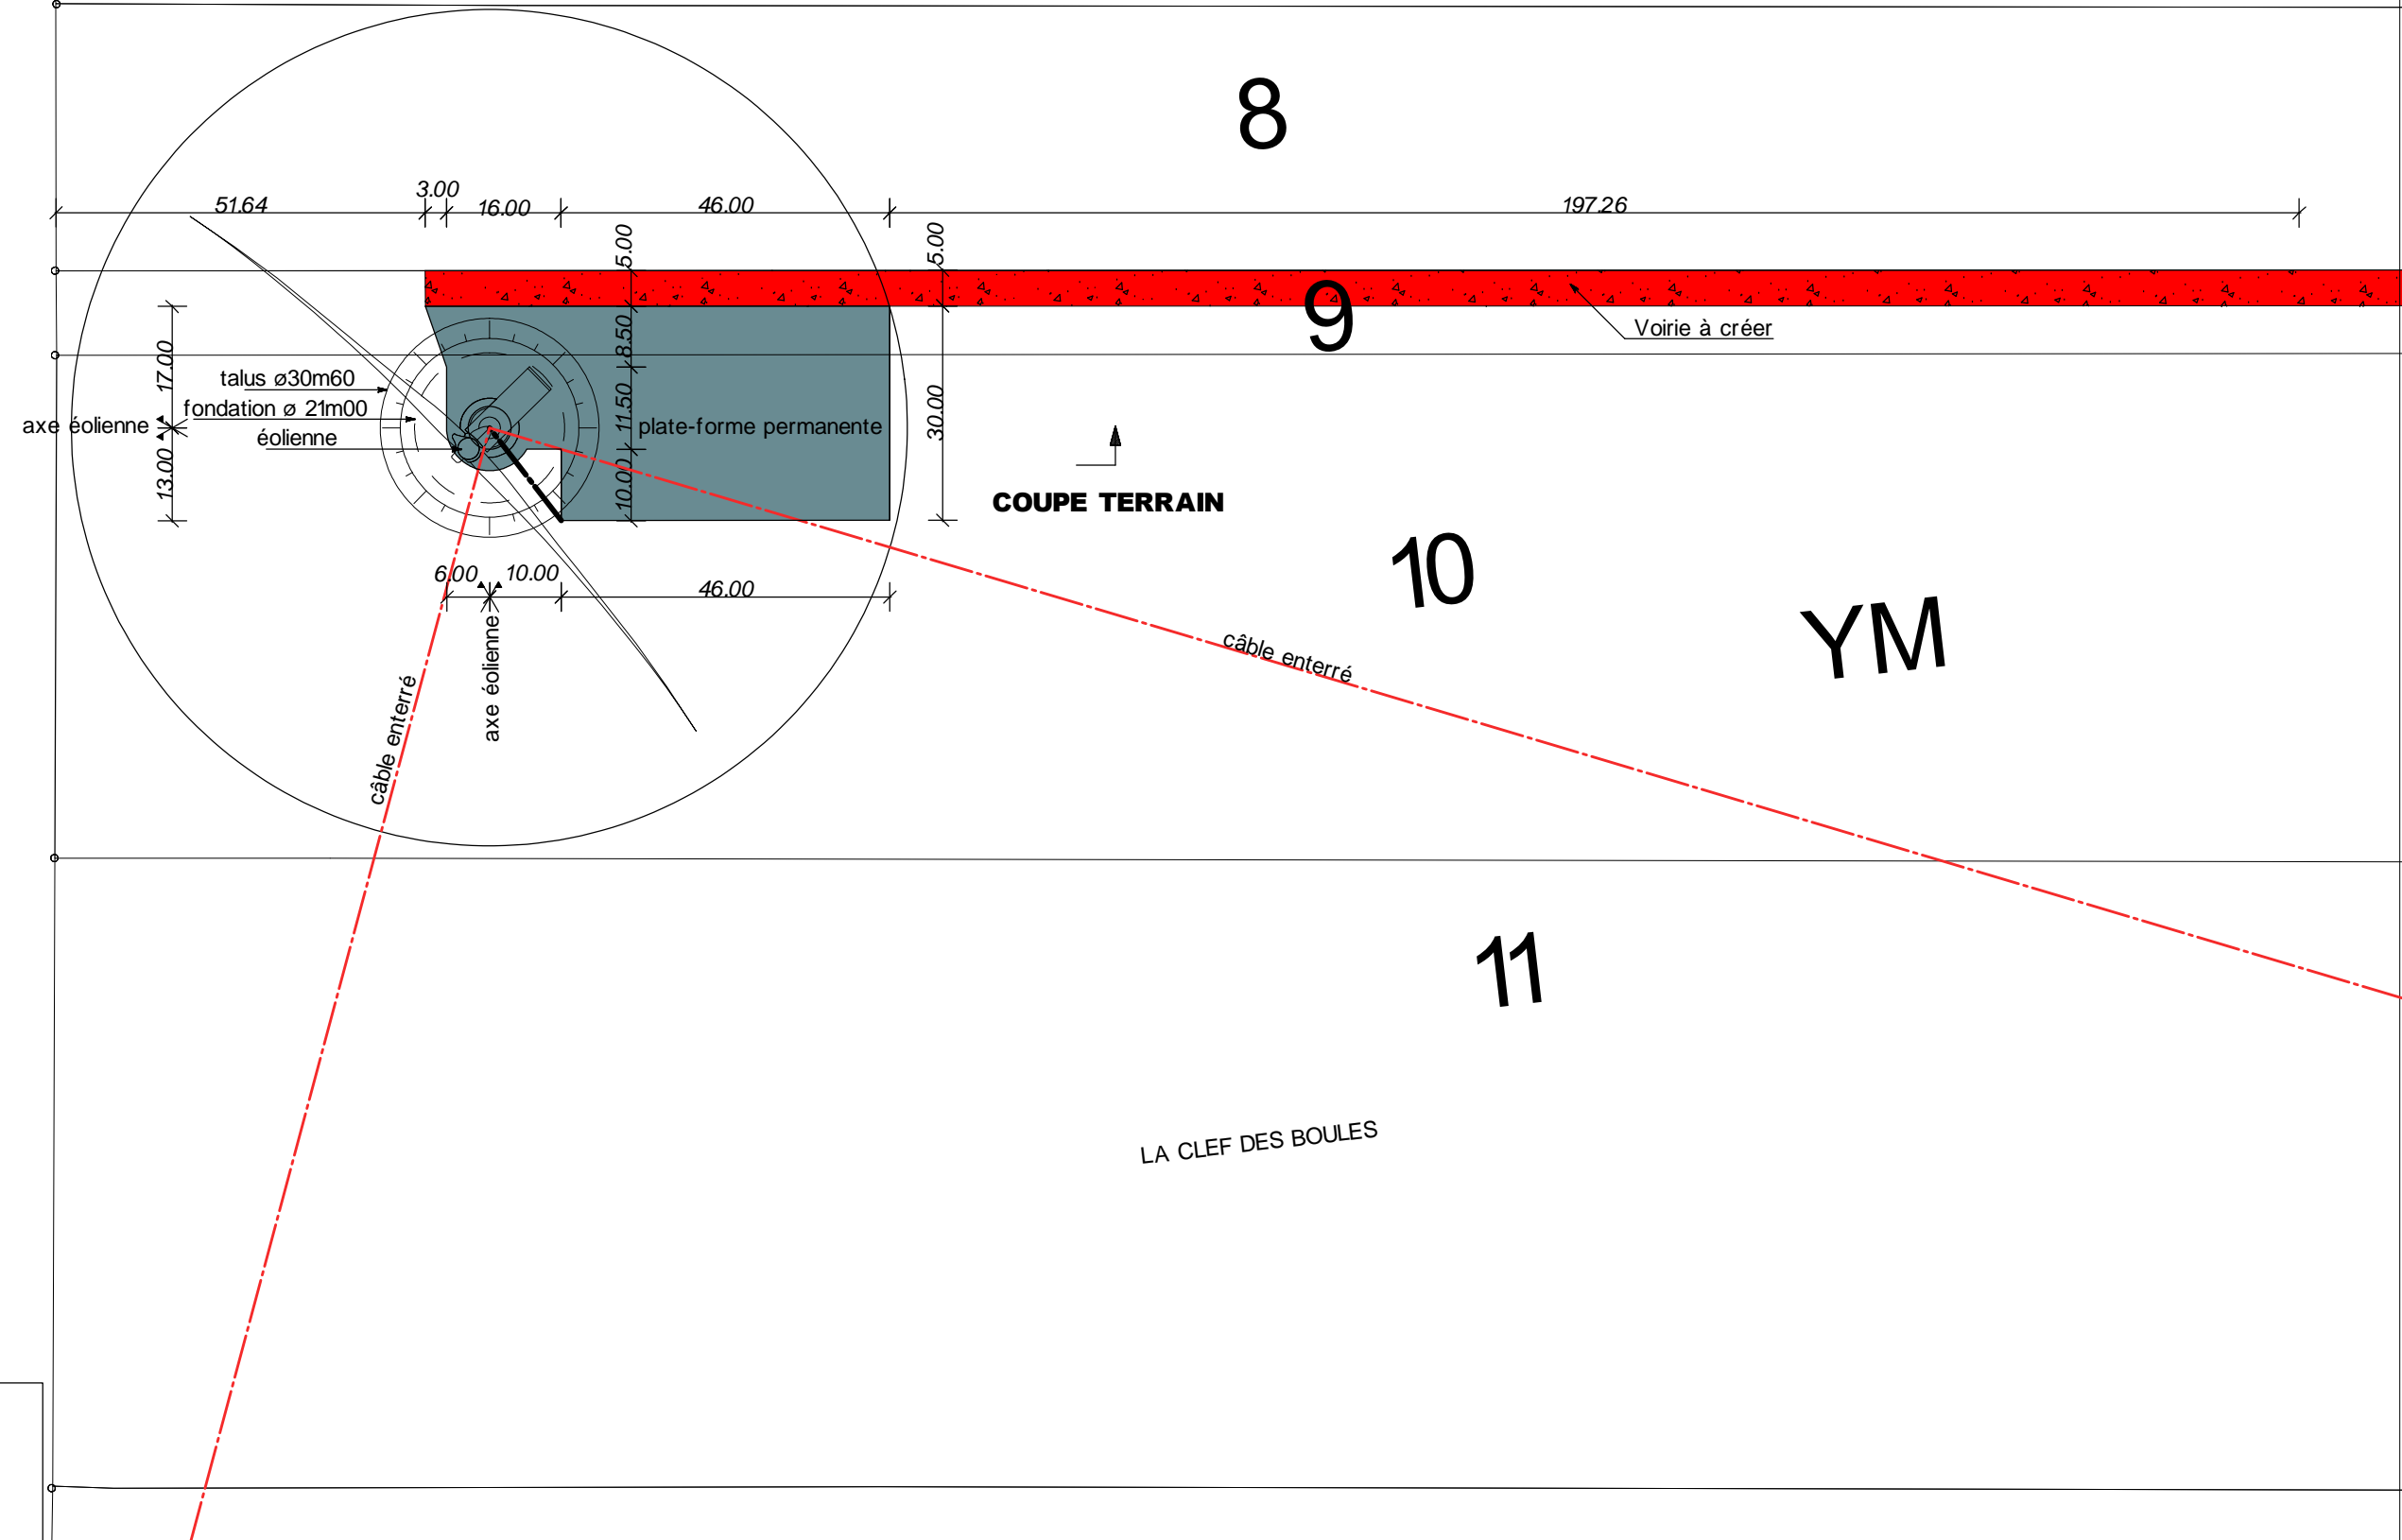 8
51.64
3.00
16.00
46.00
197.26
5.00
5.00
9
Voirie à créer
17.00
8.50
talus ø30m60
fondation ø 21m00
axe éolienne
éolienne
11.50
plate-forme permanente
30.00
13.00
10.00
COUPE TERRAIN
10
6.00
10.00
46.00
YM
axe éolienne
câble enterré
câble enterré
11
LA CLEF DES BOULES